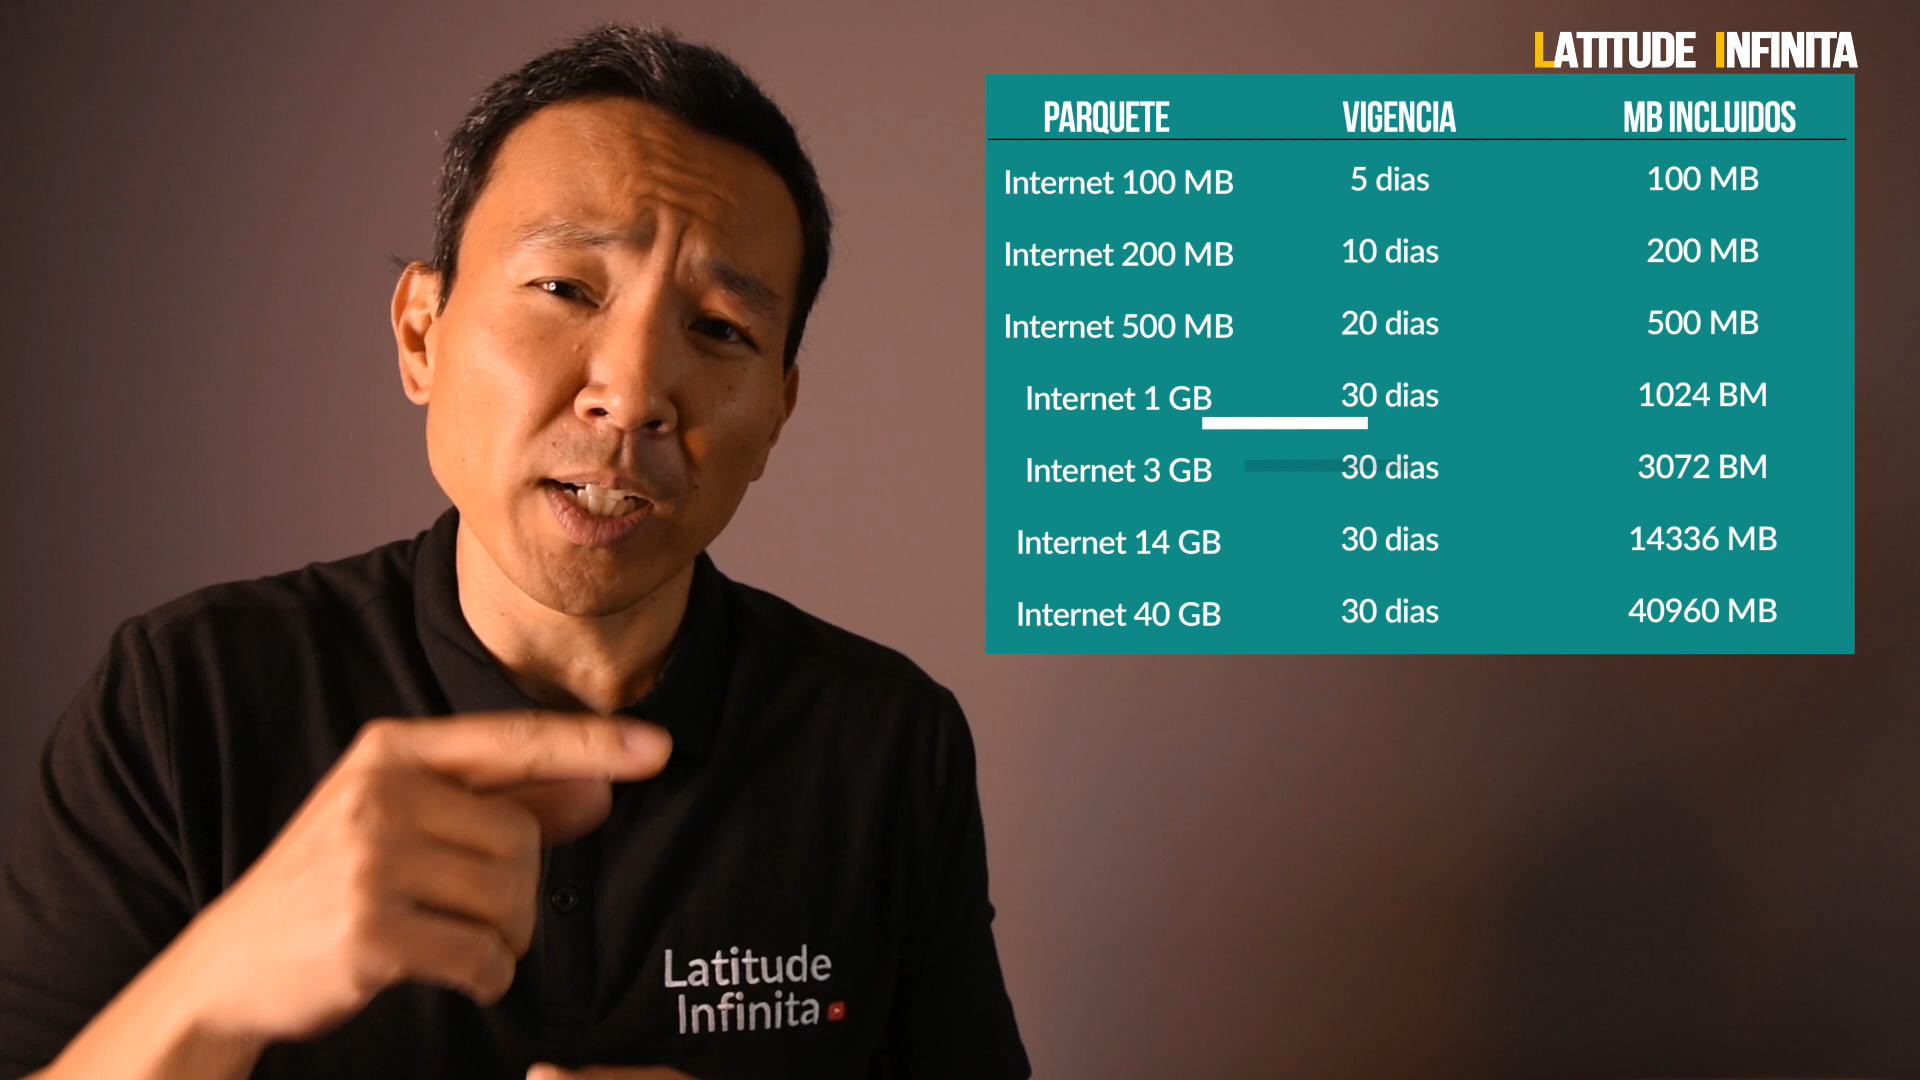 LATITUDE INFINITA
PARQUETE VIGENCIA MB INCLUIDOS
Internet 100 MB 5 dias 100 MB
Internet 200 MB 10 dias 200 MB
Internet 500 MB 20 dias 500 MB
Internet 1 GB 30 dias 1024 BM
Internet 3 GB 30 dias 3072 BM
Internet 14 GB 30 dias 14336 MB
Internet 40 GB 30 dias 40960 MB
Latitude
Infinita